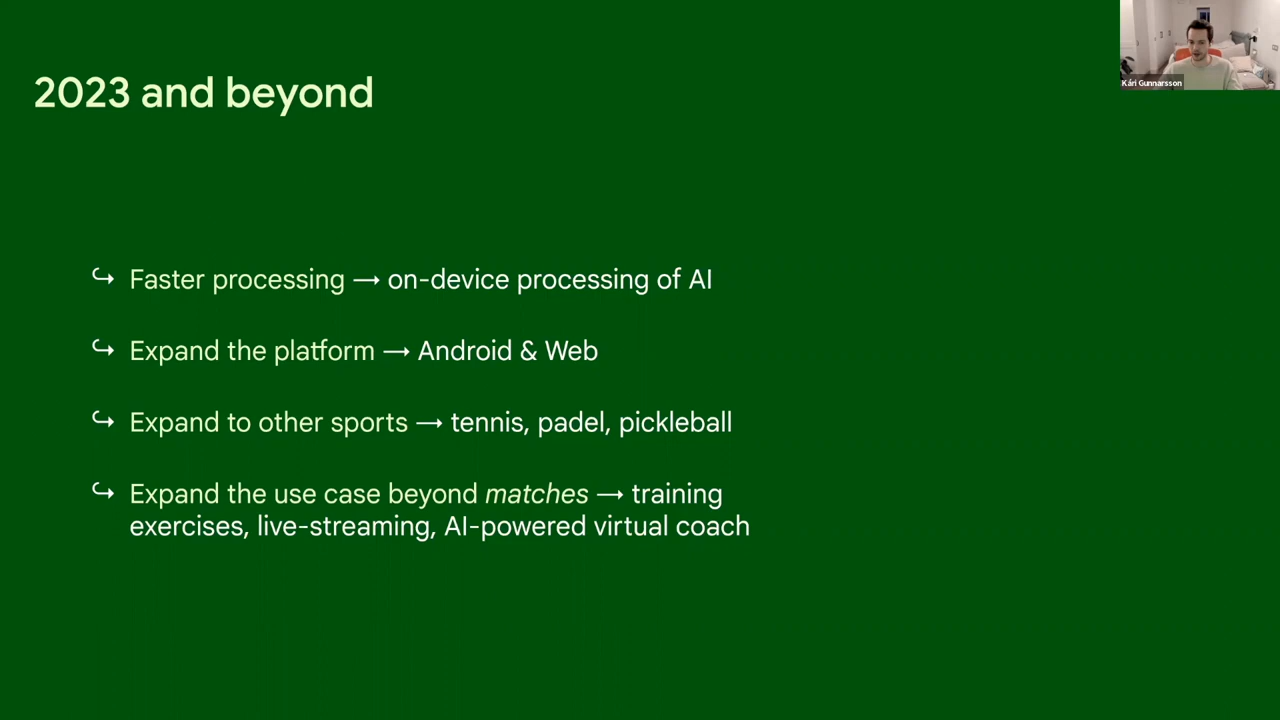 2023 and beyond
Kári Gunnarsson
↪ Faster processing → on-device processing of AI
↪ Expand the platform → Android & Web
↪ Expand to other sports → tennis, padel, pickleball
↪ Expand the use case beyond matches → training
exercises, live-streaming, AI-powered virtual coach